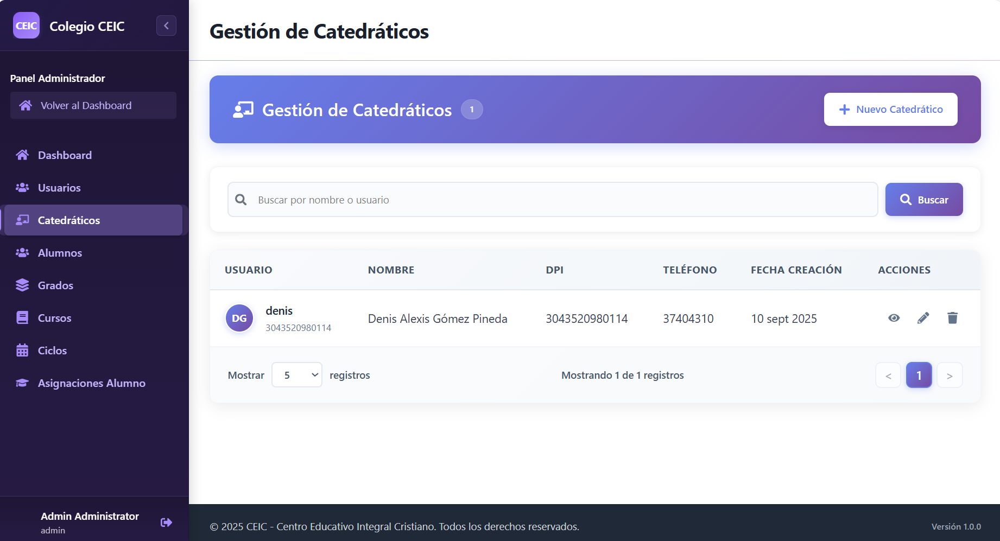 CEIC Colegio CEIC
Panel Administrador
Volver al Dashboard
Dashboard
Usuarios
Catedráticos
Alumnos
Grados
Cursos
Ciclos
Asignaciones Alumno
Admin Administrator
admin
Gestión de Catedráticos
Gestión de Catedráticos 1
+ Nuevo Catedrático
Buscar por nombre o usuario
Buscar
USUARIO NOMBRE DPI TELÉFONO FECHA CREACIÓN ACCIONES
DG denis 3043520980114 Denis Alexis Gómez Pineda 3043520980114 37404310 10 sept 2025
Mostrar 5 registros Mostrando 1 de 1 registros < 1 >
© 2025 CEIC - Centro Educativo Integral Cristiano. Todos los derechos reservados. Versión 1.0.0